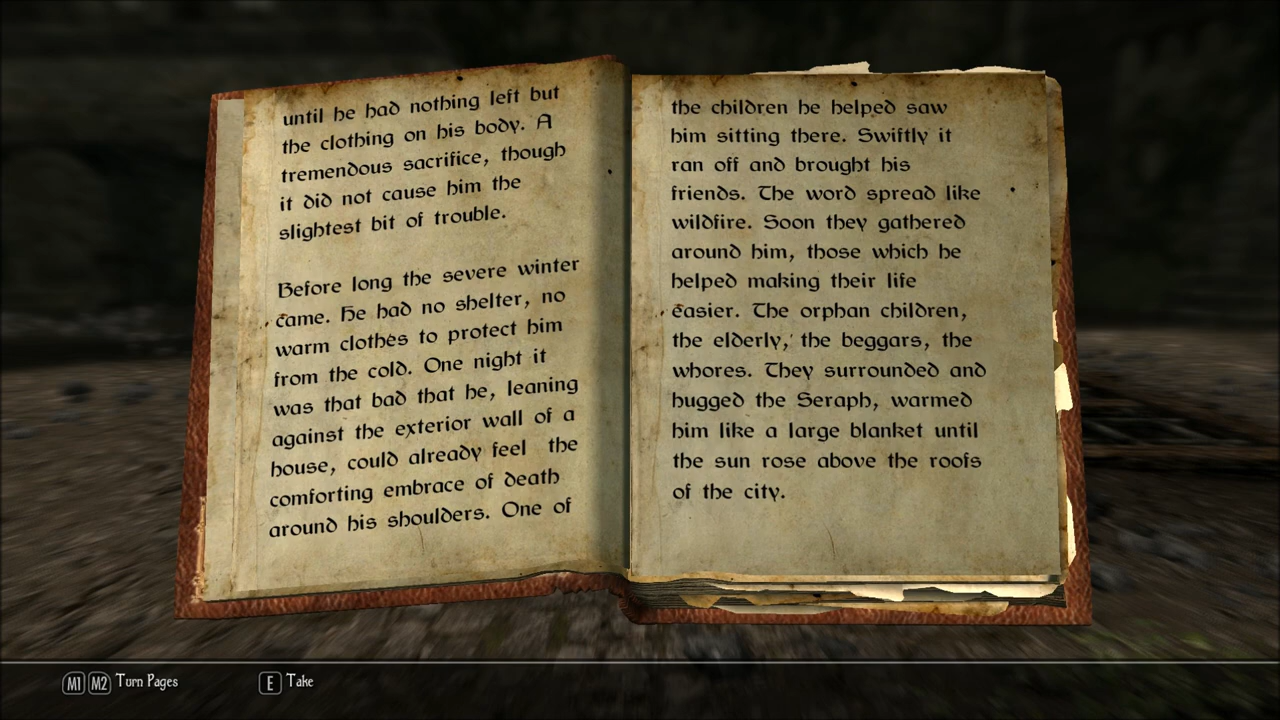 until he had nothing left but
the clothing on his body. A
tremendous sacrifice, though
it did not cause him the
slightest bit of trouble.
Before long the severe winter
came. He had no shelter, no
warm clothes to protect him
from the cold. One night it
was that bad that he, leaning
against the exterior wall of a
house, could already feel the
comforting embrace of death
around his shoulders. One of
the children he helped saw
him sitting there. Swiftly it
ran off and brought his
friends. The word spread like
wildfire. Soon they gathered
around him, those which he
helped making their life
easier. The orphan children,
the elderly, the beggars, the
whores. They surrounded and
hugged the Seraph, warmed
him like a large blanket until
the sun rose above the roofs
of the city.
M1 M2 Turn Pages
E Take